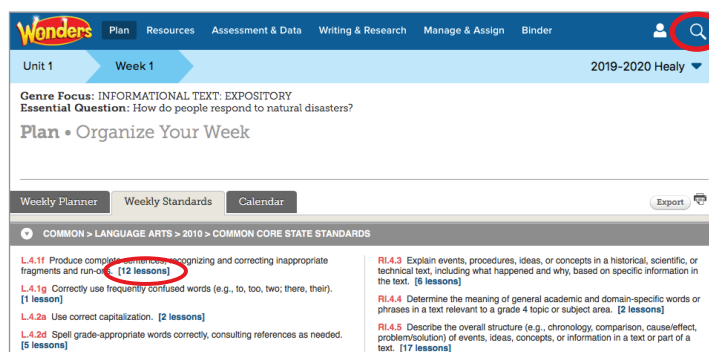 Wonders Plan Resources Assessment & Data Writing & Research Manage & Assign Binder
Unit 1 Week 1 2019-2020 Healy
Genre Focus: INFORMATIONAL TEXT: EXPOSITORY
Essential Question: How do people respond to natural disasters?
Plan • Organize Your Week
Weekly Planner Weekly Standards Calendar Export
COMMON > LANGUAGE ARTS > 2010 > COMMON CORE STATE STANDARDS
L.4.1f Produce complete sentences, recognizing and correcting inappropriate
fragments and run-ons. [12 lessons]
L.4.1g Correctly use frequently confused words (e.g., to, too, two; there, their).
[1 lesson]
L.4.2a Use correct capitalization. [2 lessons]
L.4.2d Spell grade-appropriate words correctly, consulting references as needed.
[5 lessons]
RI.4.3 Explain events, procedures, ideas, or concepts in a historical, scientific, or
technical text, including what happened and why, based on specific information in
the text. [6 lessons]
RI.4.4 Determine the meaning of general academic and domain-specific words or
phrases in a text relevant to a grade 4 topic or subject area. [2 lessons]
RI.4.5 Describe the overall structure (e.g., chronology, comparison, cause/effect,
problem/solution) of events, ideas, concepts, or information in a text or part of a
text. [17 lessons]